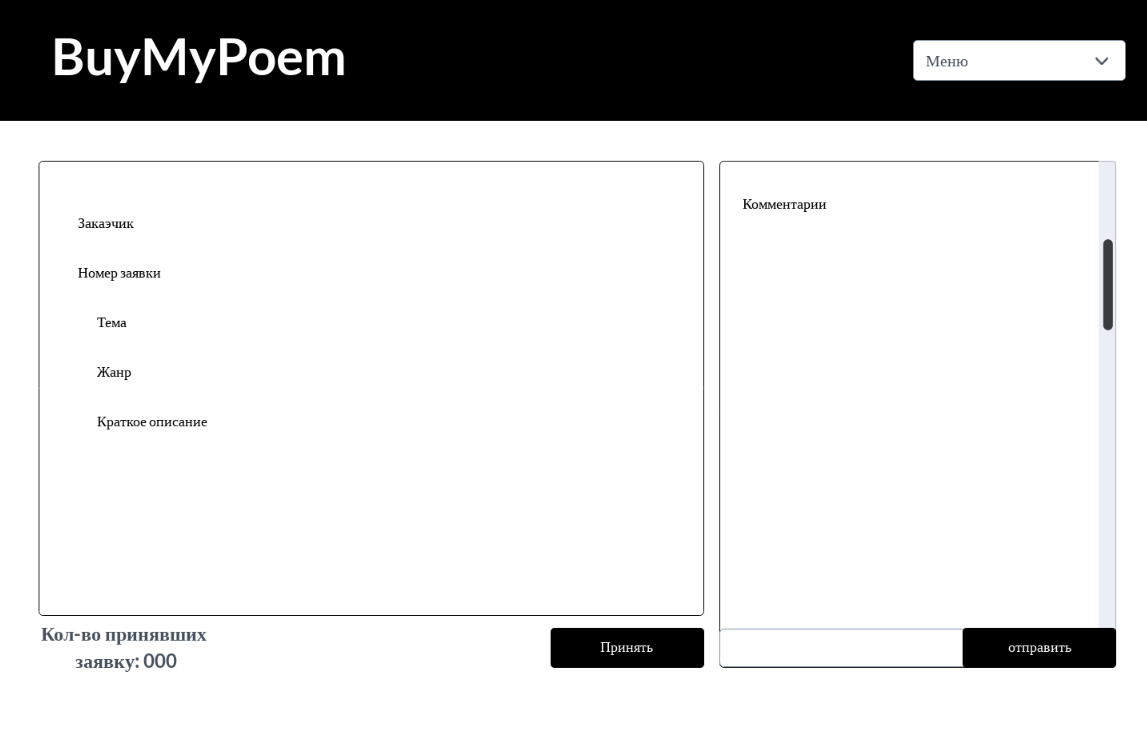 BuyMyPoem
Меню
Закаэчик
Номер заявки
Тема
Жанр
Краткое описание
Комментарии
Кол-во принявших
заявку: 000
Принять
отправить